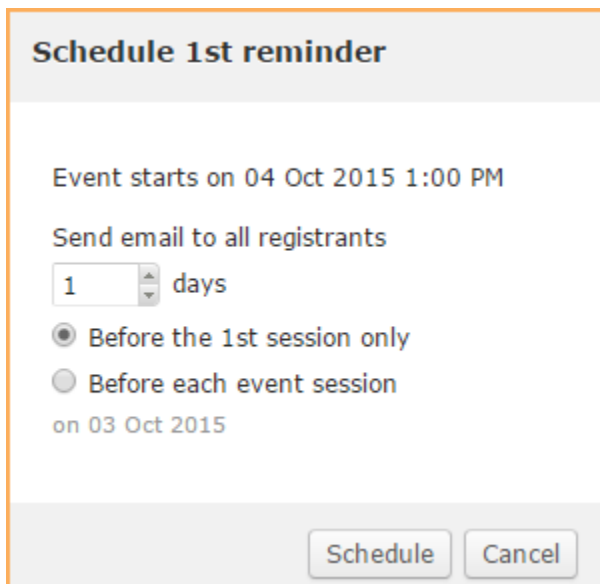 Schedule 1st reminder
Event starts on 04 Oct 2015 1:00 PM
Send email to all registrants
1 days
Before the 1st session only
Before each event session
on 03 Oct 2015
Schedule Cancel